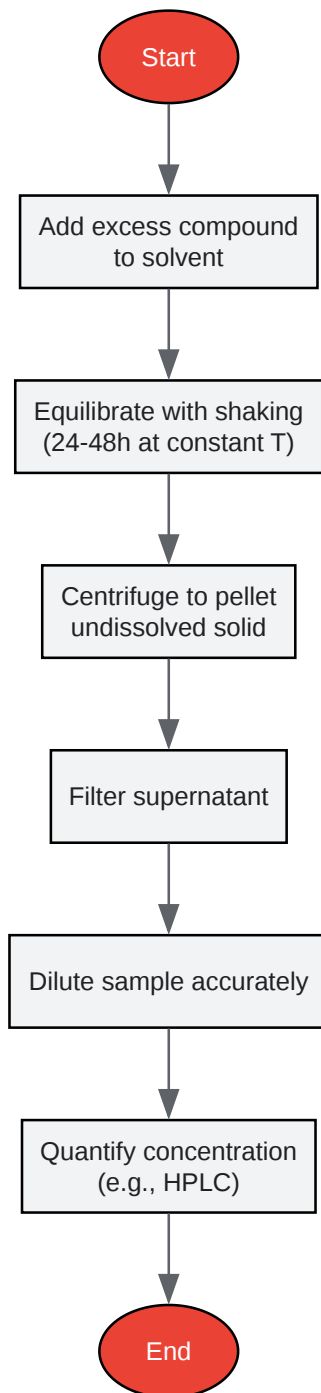 Start
Add excess compound
to solvent
Equilibrate with shaking
(24-48h at constant T)
Centrifuge to pellet
undissolved solid
Filter supernatant
Dilute sample accurately
Quantify concentration
(e.g., HPLC)
End